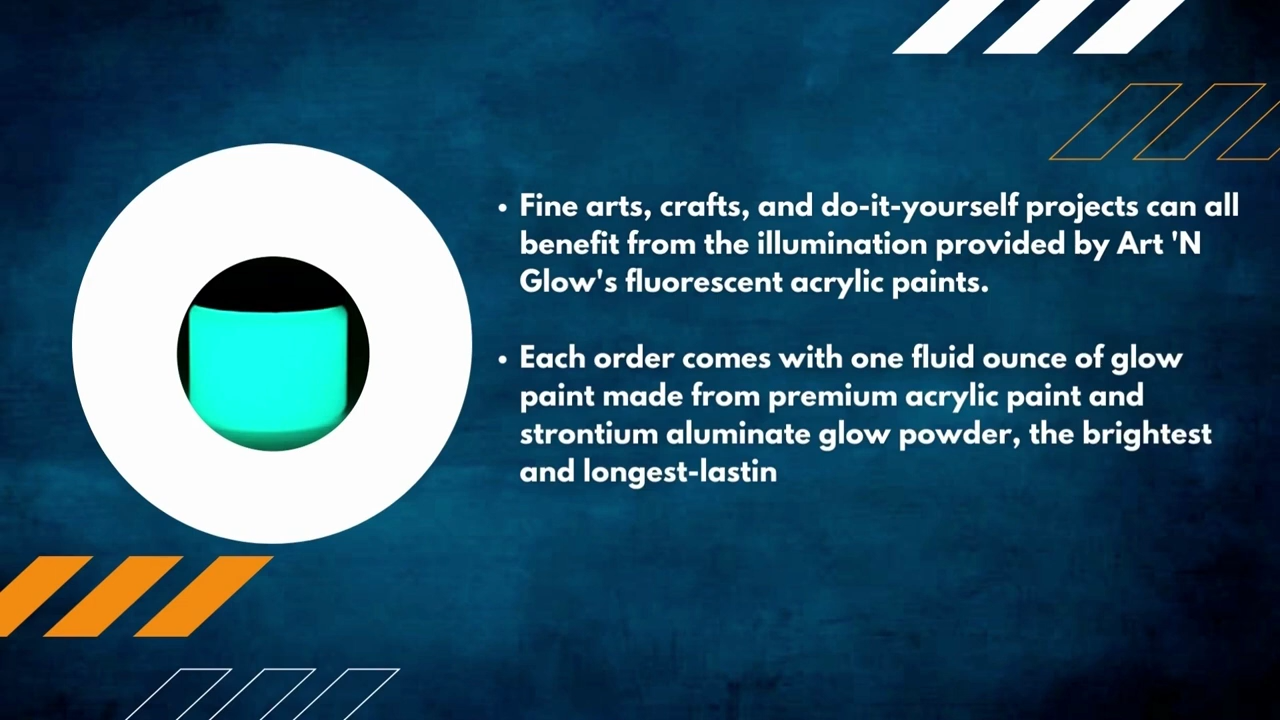 • Fine arts, crafts, and do-it-yourself projects can all
benefit from the illumination provided by Art 'N
Glow's fluorescent acrylic paints.
• Each order comes with one fluid ounce of glow
paint made from premium acrylic paint and
strontium aluminate glow powder, the brightest
and longest-lastin